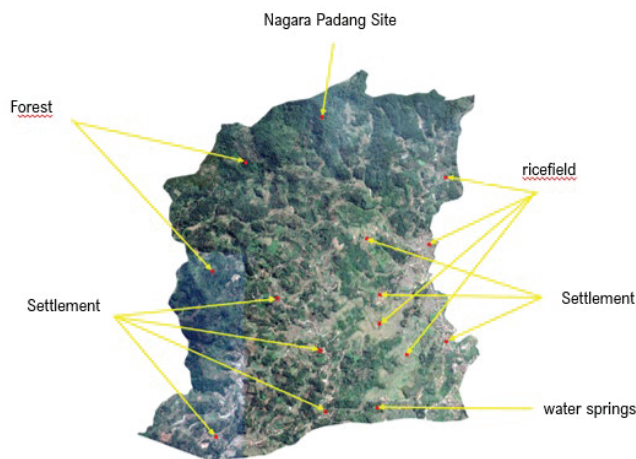 Nagara Padang Site
Forest
ricefield
Settlement
Settlement
water springs